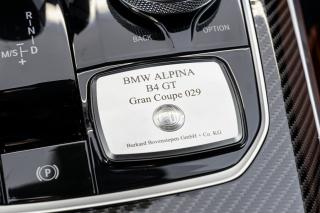 R
N
M/S D
BACK
OPTION
BMW ALPINA
B4 GT
Gran Coupe 029
Burkard Bovensiepen GmbH + Co. KG
P